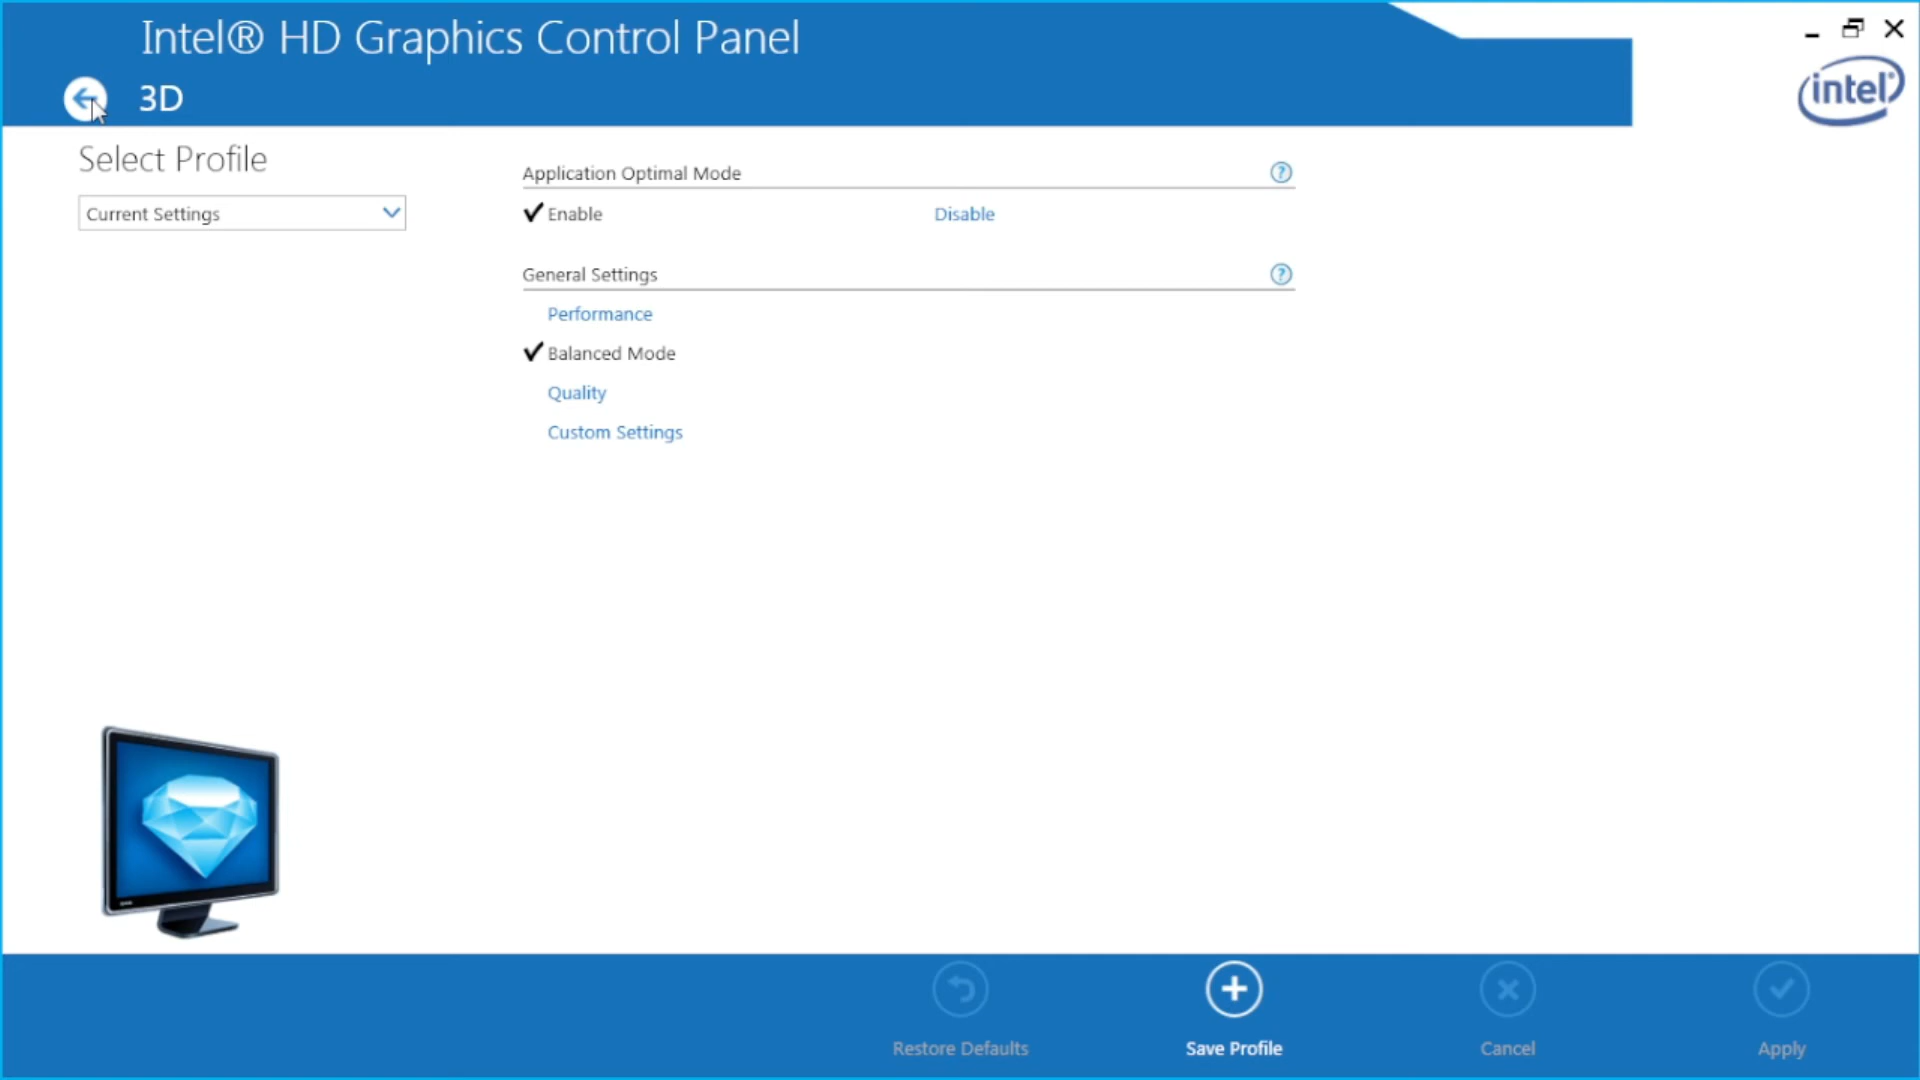 Intel® HD Graphics Control Panel
3D
intel®
Select Profile
Current Settings
Application Optimal Mode
?
Enable
Disable
General Settings
?
Performance
Balanced Mode
Quality
Custom Settings
Restore Defaults
Save Profile
Cancel
Apply